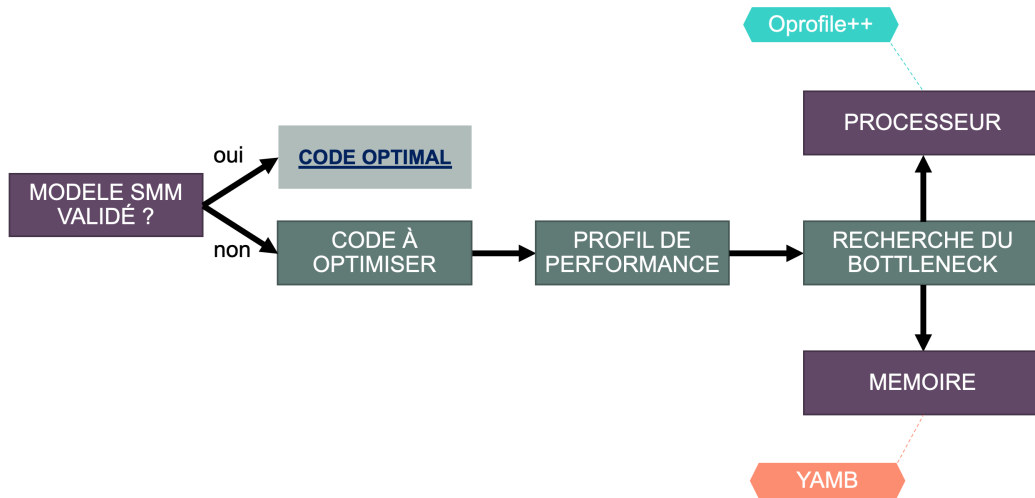 Oprofile++
PROCESSEUR
oui
CODE OPTIMAL
MODELE SMM
VALIDÉ ?
non
CODE À
OPTIMISER
PROFIL DE
PERFORMANCE
RECHERCHE DU
BOTTLENECK
MEMOIRE
YAMB